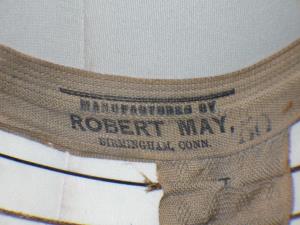 MANUFACTURED BY
ROBERT MAY,
BIRMINGHAM, CONN.